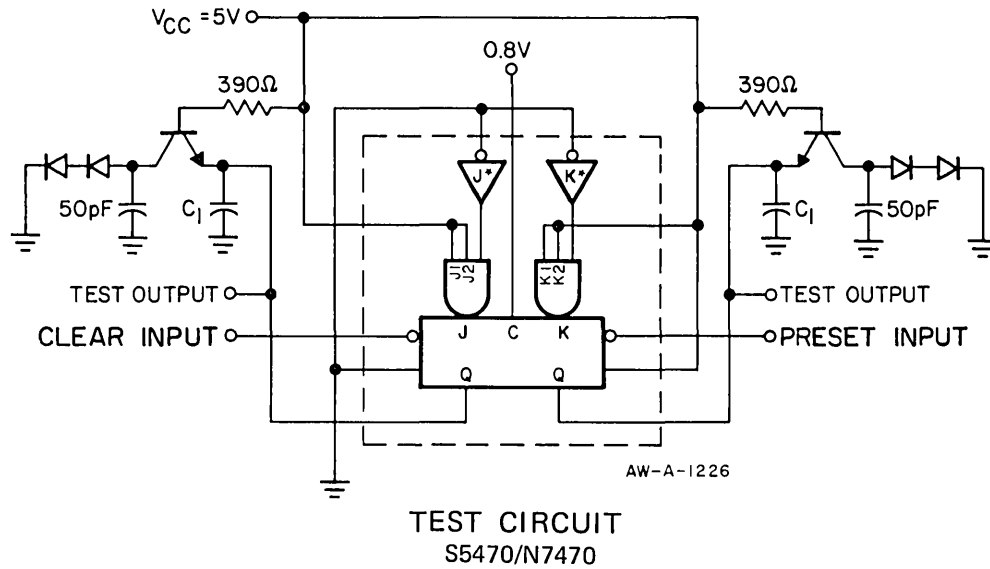 VCC = 5V
0.8V
390Ω
390Ω
J*
K*
50pF
C1
C1
50pF
J1
J2
K1
K2
TEST OUTPUT
TEST OUTPUT
CLEAR INPUT
J
C
K
PRESET INPUT
Q
Q
AW-A-1226
TEST CIRCUIT
S5470/N7470